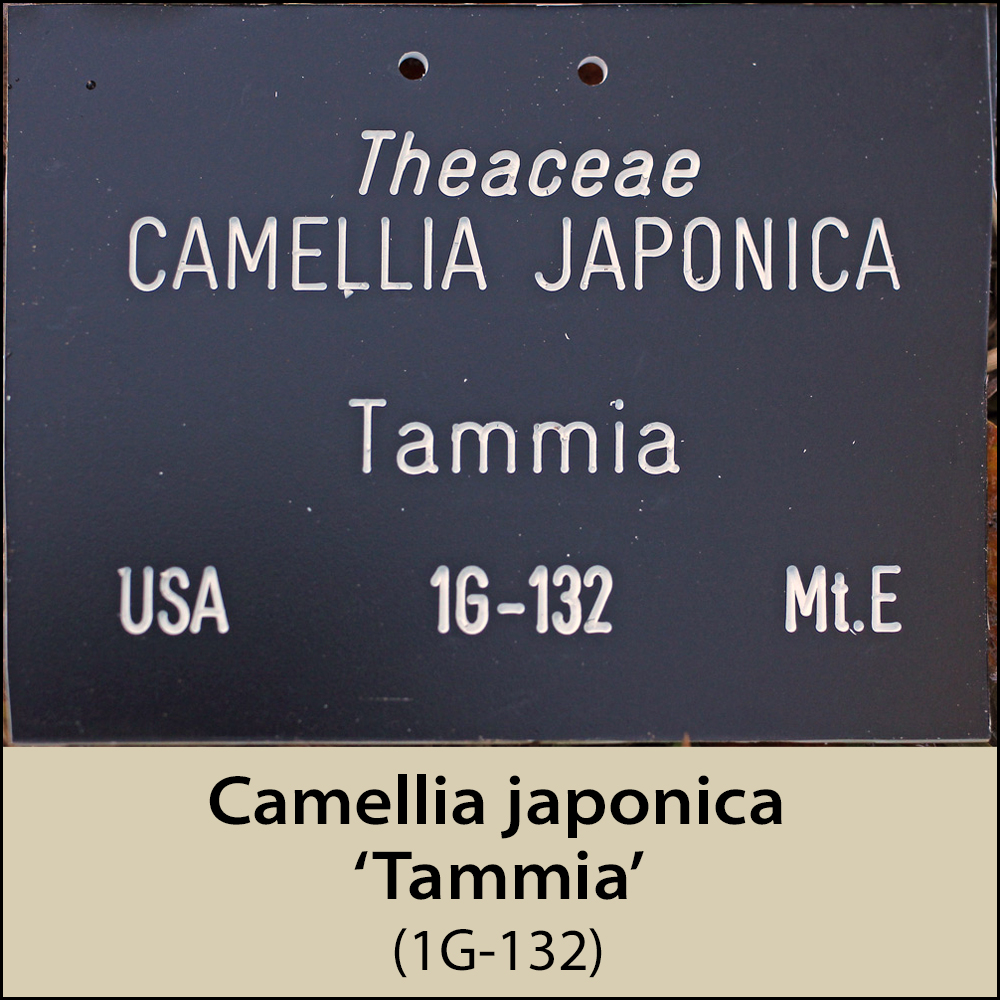 Theaceae
CAMELLIA JAPONICA
Tammia
USA 1G-132 Mt.E
Camellia japonica
‘Tammia’
(1G-132)